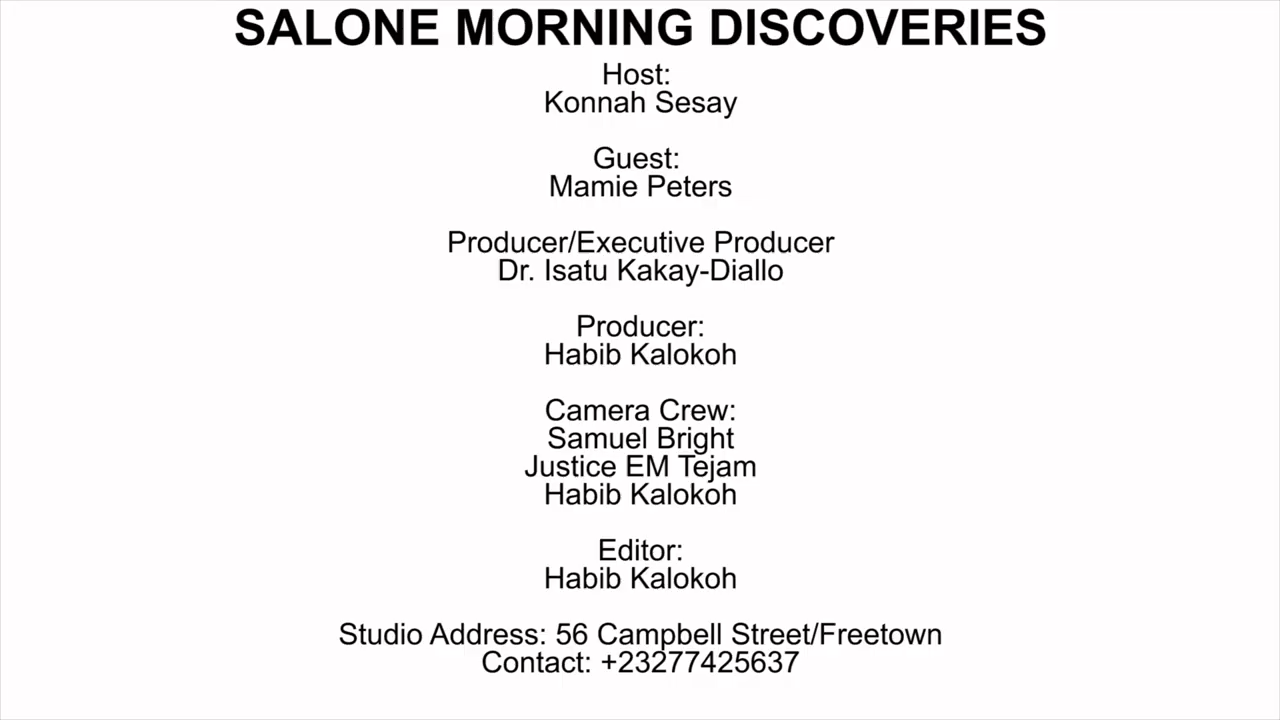 SALONE MORNING DISCOVERIES
Host:
Konnah Sesay
Guest:
Mamie Peters
Producer/Executive Producer
Dr. Isatu Kakay-Diallo
Producer:
Habib Kalokoh
Camera Crew:
Samuel Bright
Justice EM Tejam
Habib Kalokoh
Editor:
Habib Kalokoh
Studio Address: 56 Campbell Street/Freetown
Contact: +23277425637